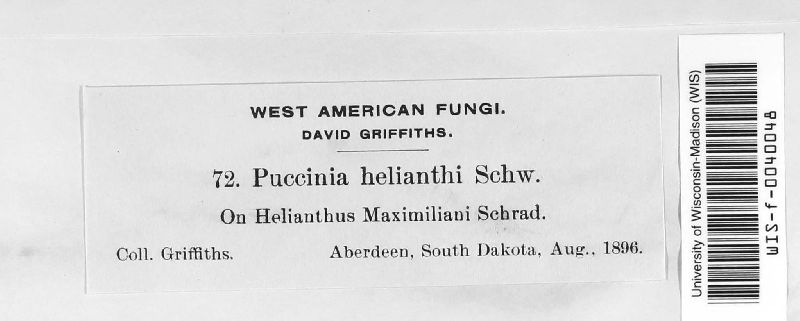 WEST AMERICAN FUNGI.
DAVID GRIFFITHS.
72. Puccinia helianthi Schw.
On Helianthus Maximiliani Schrad.
Coll. Griffiths. Aberdeen, South Dakota, Aug., 1896.
University of Wisconsin-Madison (WIS)
WIS-f-0040048